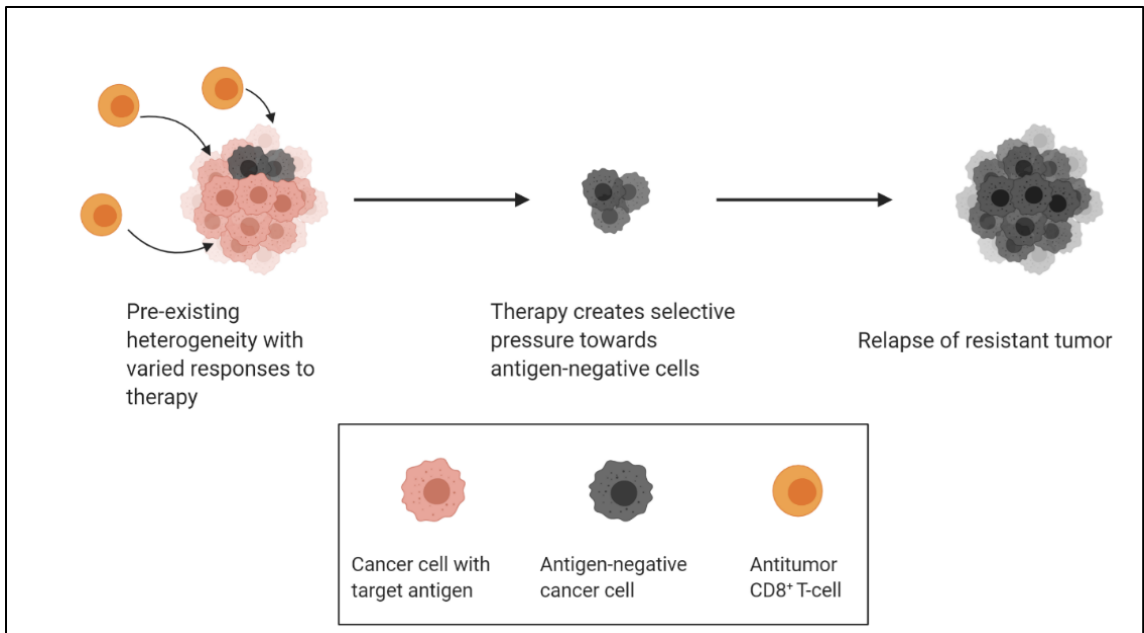 Pre-existing
heterogeneity with
varied responses to
therapy
Therapy creates selective
pressure towards
antigen-negative cells
Relapse of resistant tumor
Cancer cell with
target antigen
Antigen-negative
cancer cell
Antitumor
CD8⁺ T-cell